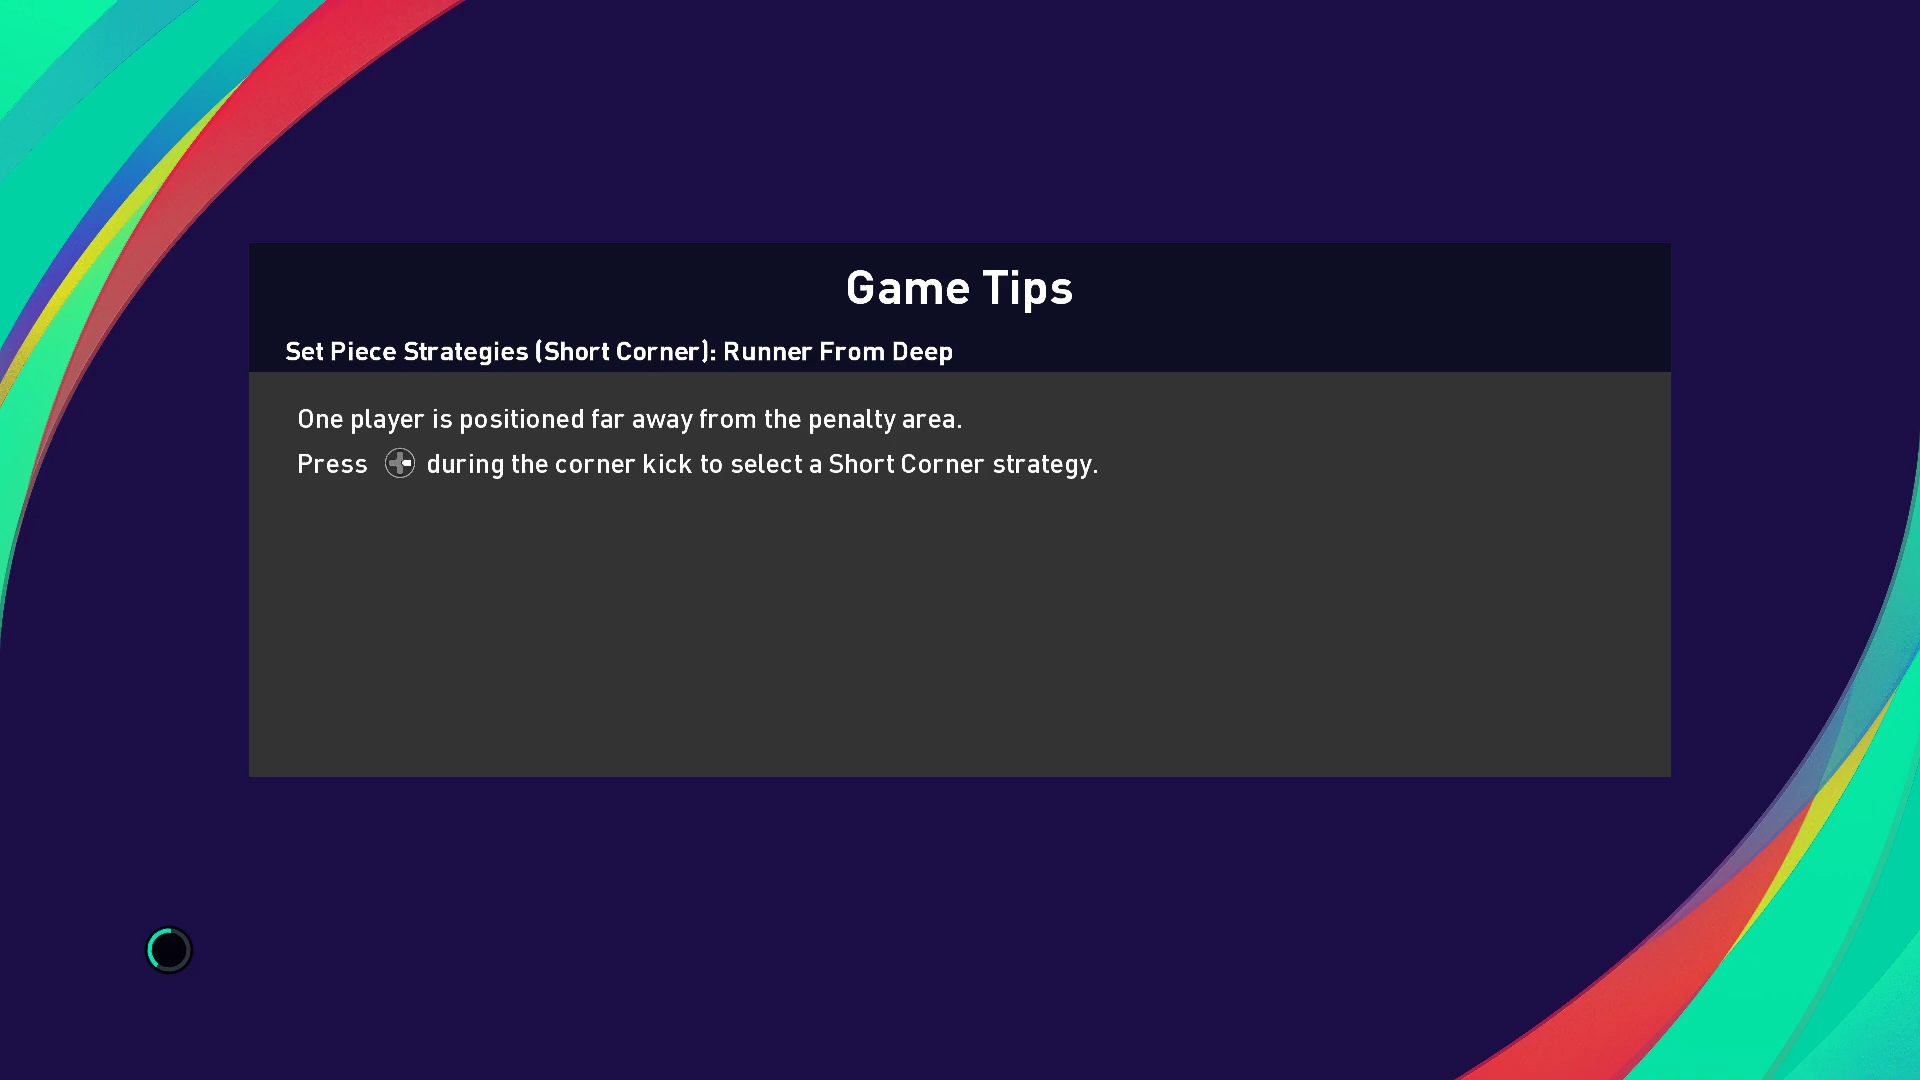 Game Tips
Set Piece Strategies (Short Corner): Runner From Deep
One player is positioned far away from the penalty area.
Press during the corner kick to select a Short Corner strategy.